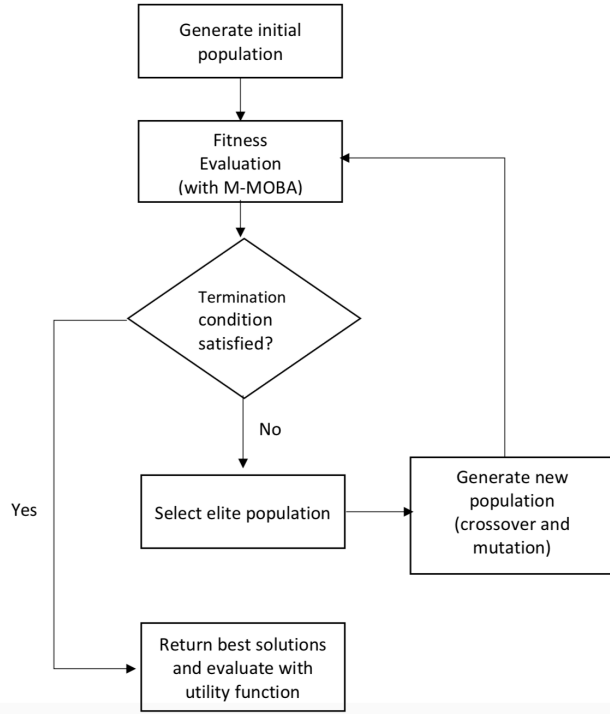 Generate initial
population
Fitness
Evaluation
(with M-MOBA)
Termination
condition
satisfied?
No
Yes
Select elite population
Generate new
population
(crossover and
mutation)
Return best solutions
and evaluate with
utility function